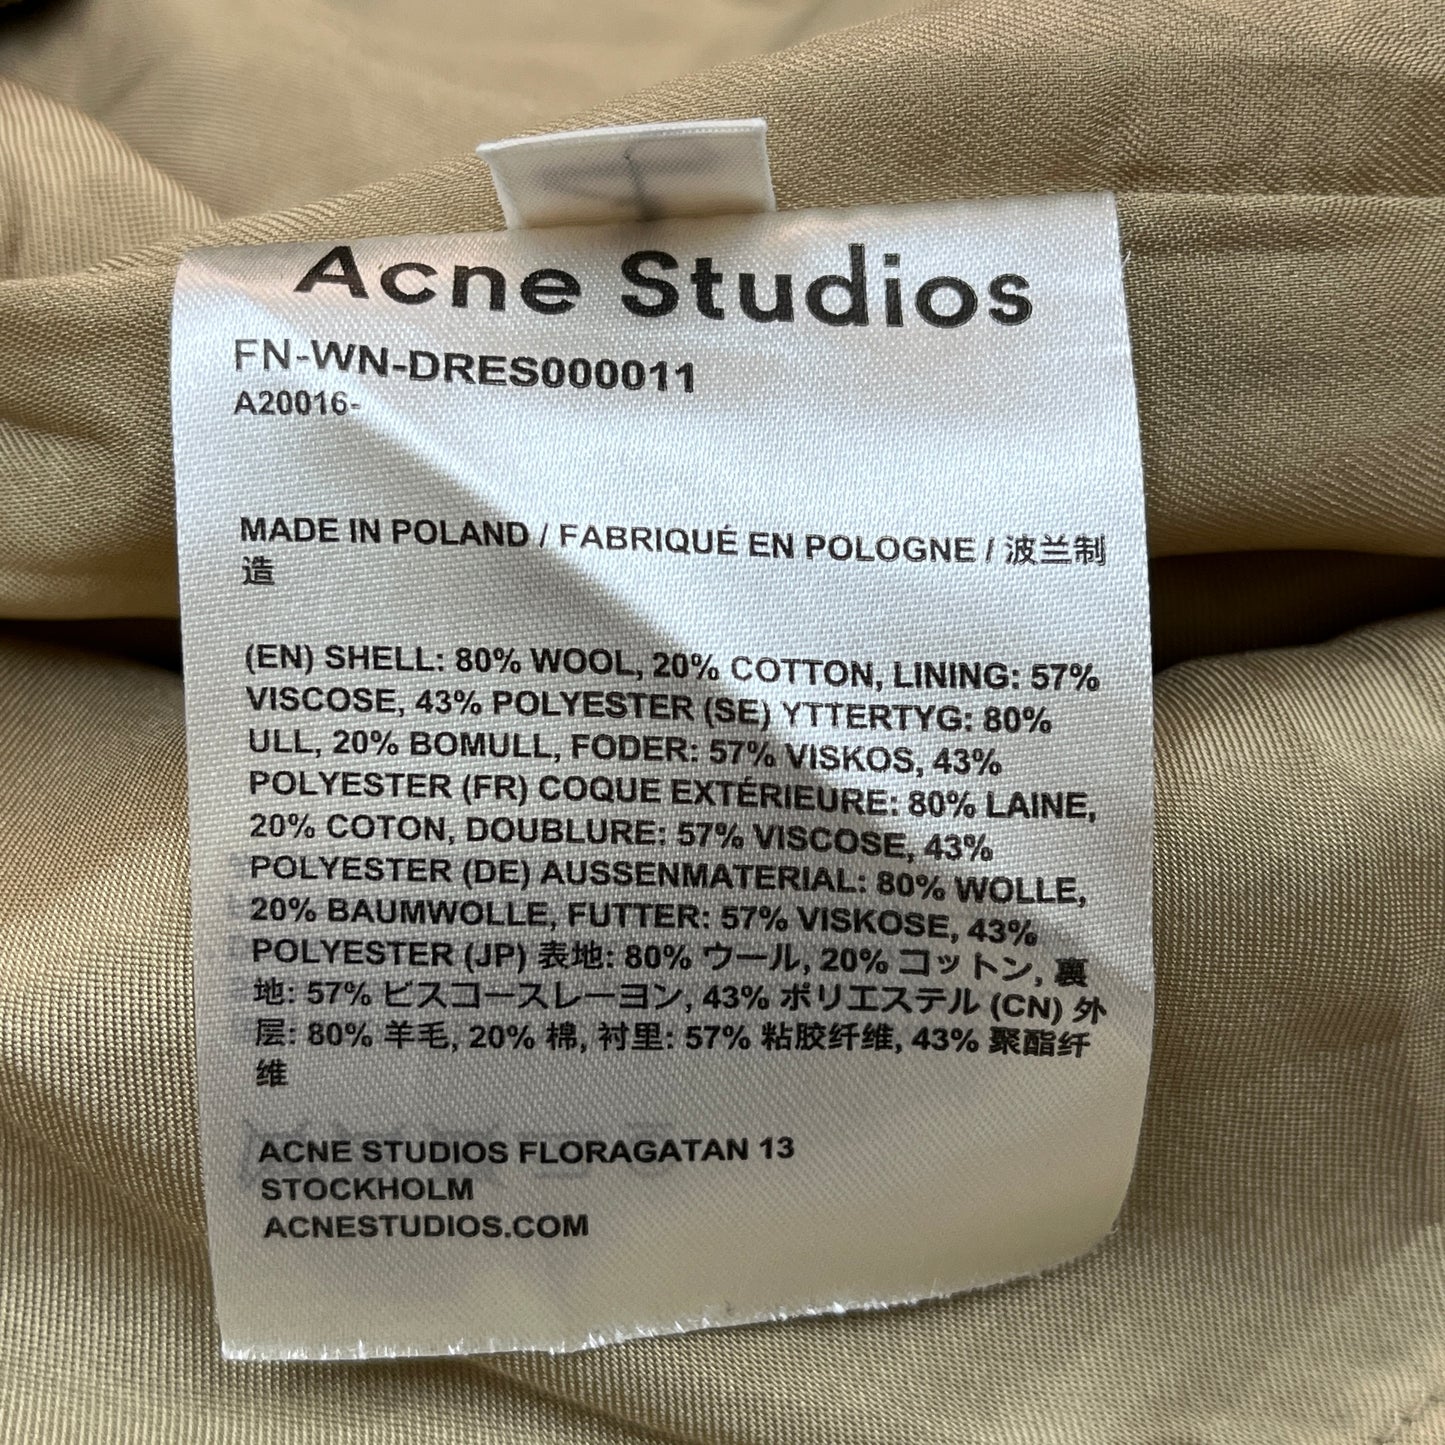 Acne Studios
FN-WN-DRES000011
A20016-
MADE IN POLAND / FABRIQUÉ EN POLOGNE / 波兰制
造
(EN) SHELL: 80% WOOL, 20% COTTON, LINING: 57%
VISCOSE, 43% POLYESTER (SE) YTTERTYG: 80%
ULL, 20% BOMULL, FODER: 57% VISKOS, 43%
POLYESTER (FR) COQUE EXTÉRIEURE: 80% LAINE,
20% COTON, DOUBLURE: 57% VISCOSE, 43%
POLYESTER (DE) AUSSENMATERIAL: 80% WOLLE,
20% BAUMWOLLE, FUTTER: 57% VISKOSE, 43%
POLYESTER (JP) 表地: 80% ウール, 20% コットン, 裏
地: 57% ビスコースレーヨン, 43% ポリエステル (CN) 外
层: 80% 羊毛, 20% 棉, 衬里: 57% 粘胶纤维, 43% 聚酯纤
维
ACNE STUDIOS FLORAGATAN 13
STOCKHOLM
ACNESTUDIOS.COM